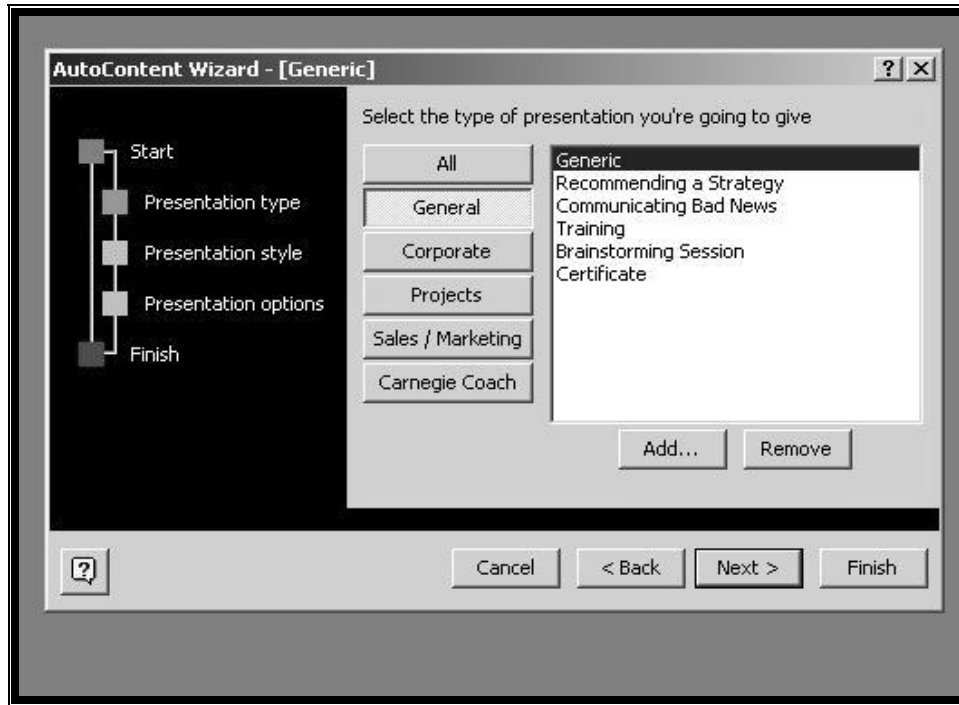 AutoContent Wizard - [Generic]
? X
Start
Presentation type
Presentation style
Presentation options
Finish
Select the type of presentation you're going to give
All
General
Corporate
Projects
Sales / Marketing
Carnegie Coach
Generic
Recommending a Strategy
Communicating Bad News
Training
Brainstorming Session
Certificate
Add...
Remove
?
Cancel
< Back
Next >
Finish